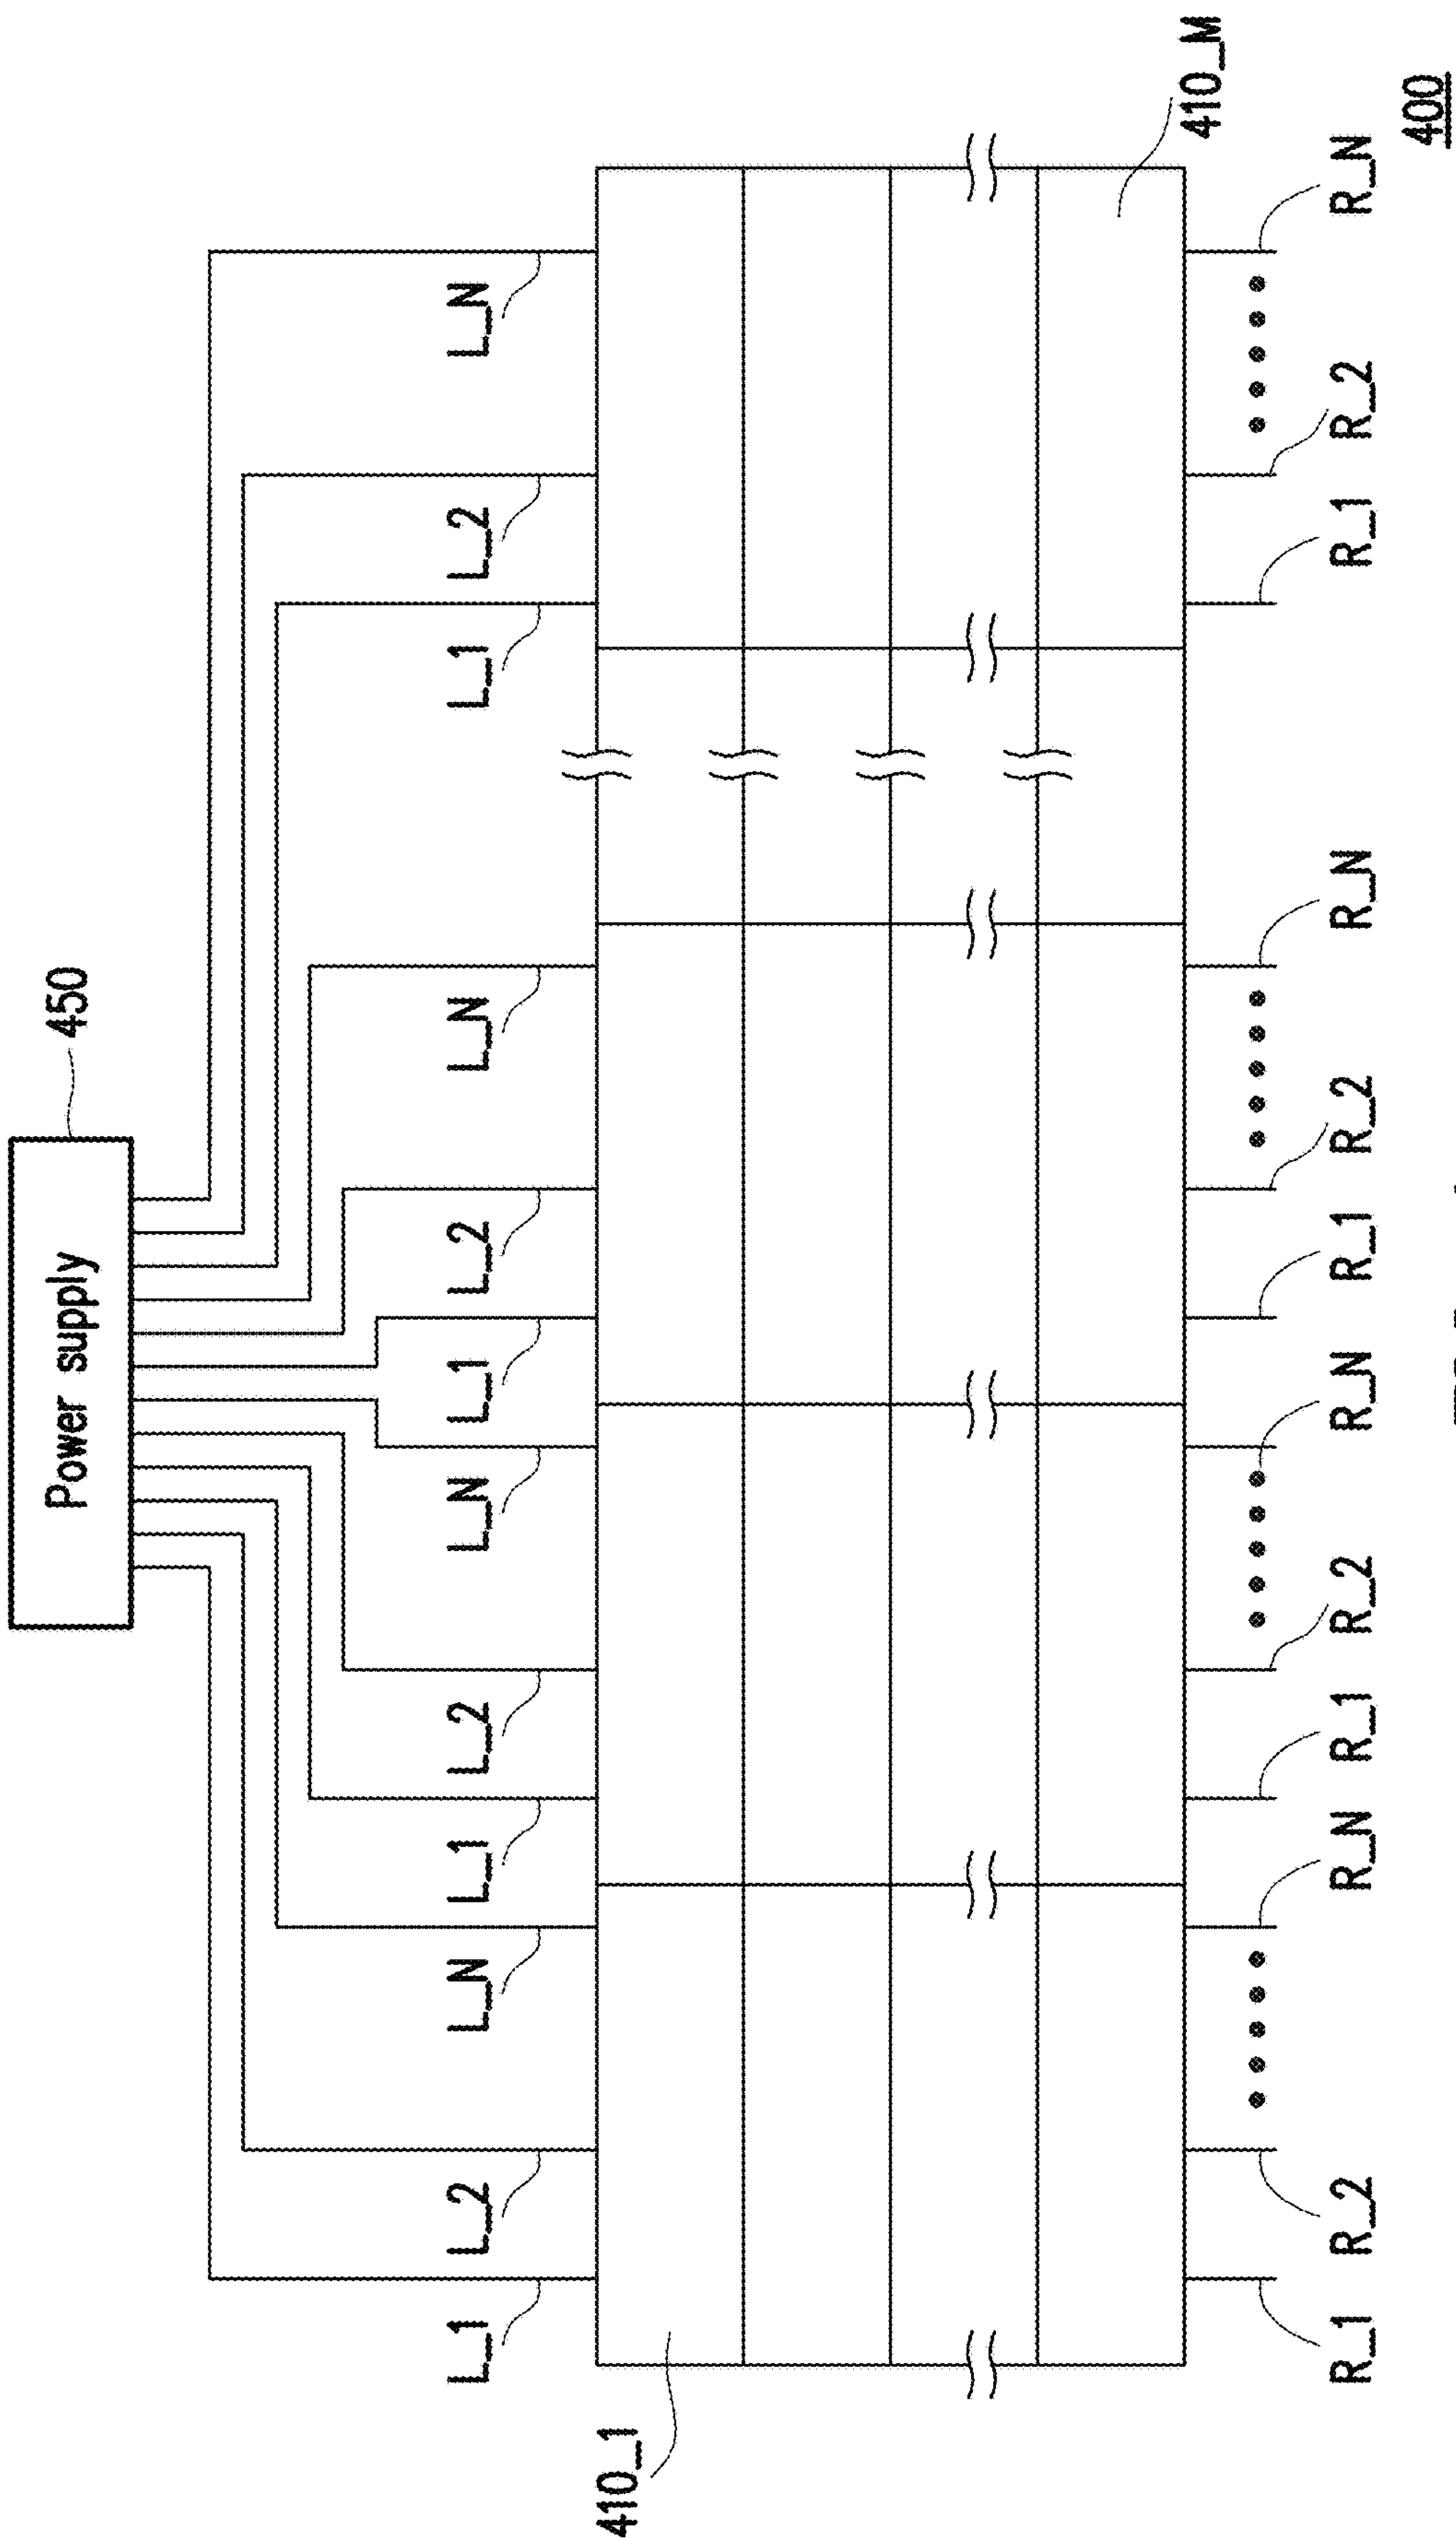 Power supply 450
L_1 L_2 L_N L_1 L_2 L_N L_1 L_2 L_N L_1 L_2 L_N
410_1
410_M
R_1 R_2 R_N R_1 R_2 R_N R_1 R_2 R_N R_1 R_2 R_N
400